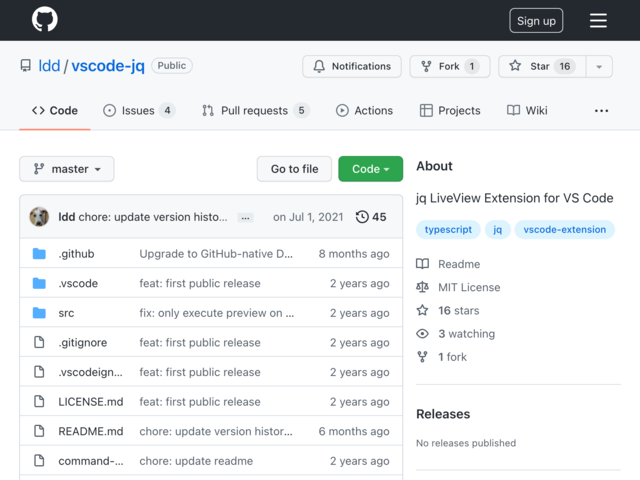 Sign up
ldd / vscode-jq Public
Notifications Fork 1 Star 16
Code Issues 4 Pull requests 5 Actions Projects Wiki ...
master Go to file Code
ldd chore: update version histo... ... on Jul 1, 2021 45
.github Upgrade to GitHub-native D... 8 months ago
.vscode feat: first public release 2 years ago
src fix: only execute preview on ... 2 years ago
.gitignore feat: first public release 2 years ago
.vscodeign... feat: first public release 2 years ago
LICENSE.md feat: first public release 2 years ago
README.md chore: update version histor... 6 months ago
command-... chore: update readme 2 years ago
About
jq LiveView Extension for VS Code
typescript jq vscode-extension
Readme
MIT License
16 stars
3 watching
1 fork
Releases
No releases published